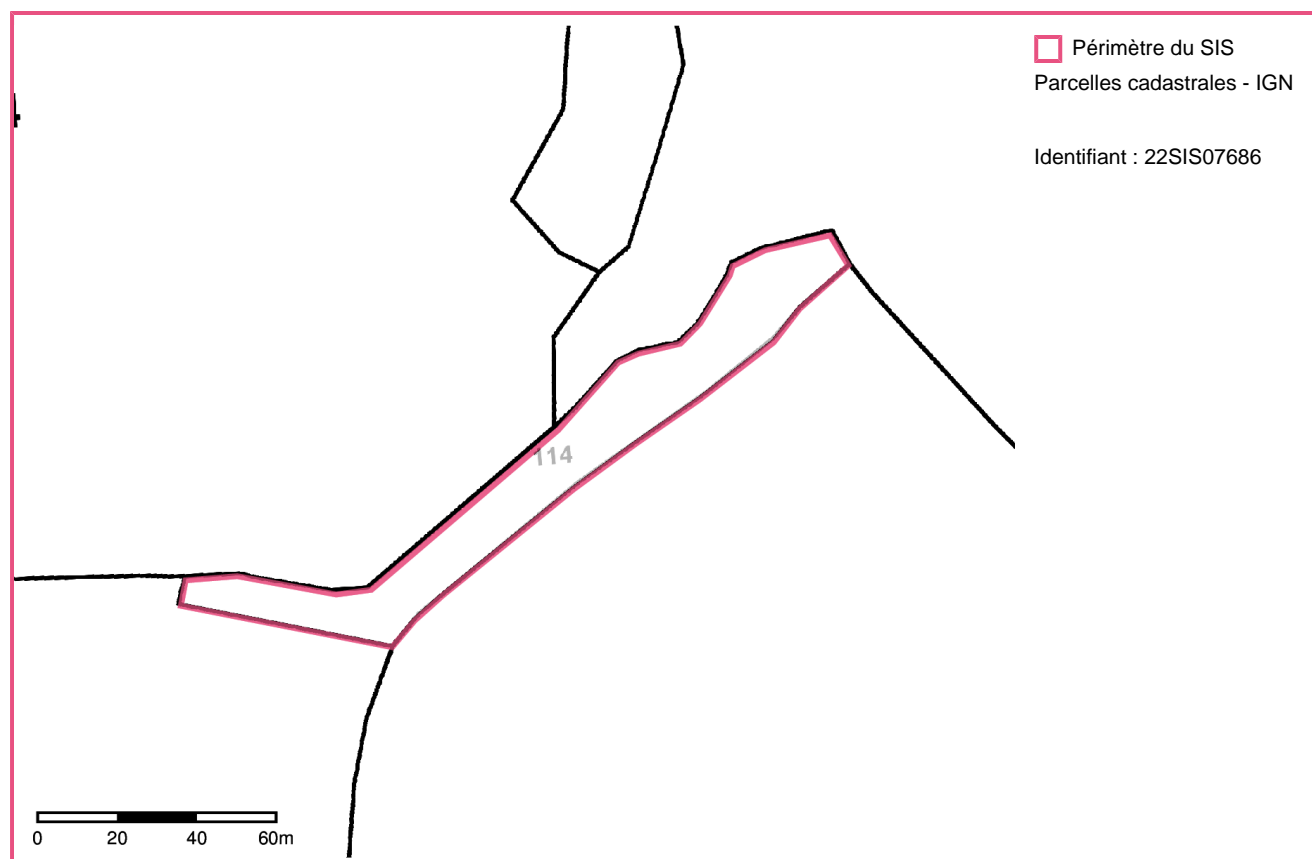 Périmètre du SIS
Parcelles cadastrales - IGN
Identifiant : 22SIS07686
114
0 20 40 60m